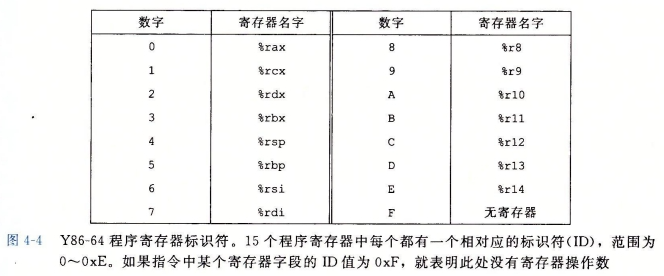 数字 寄存器名字 数字 寄存器名字
0 %rax 8 %r8
1 %rcx 9 %r9
2 %rdx A %r10
3 %rbx B %r11
4 %rsp C %r12
5 %rbp D %r13
6 %rsi E %r14
7 %rdi F 无寄存器
图 4-4 Y86-64 程序寄存器标识符。15 个程序寄存器中每个都有一个相对应的标识符(ID)，范围为
0～0xE。如果指令中某个寄存器字段的 ID 值为 0xF，就表明此处没有寄存器操作数